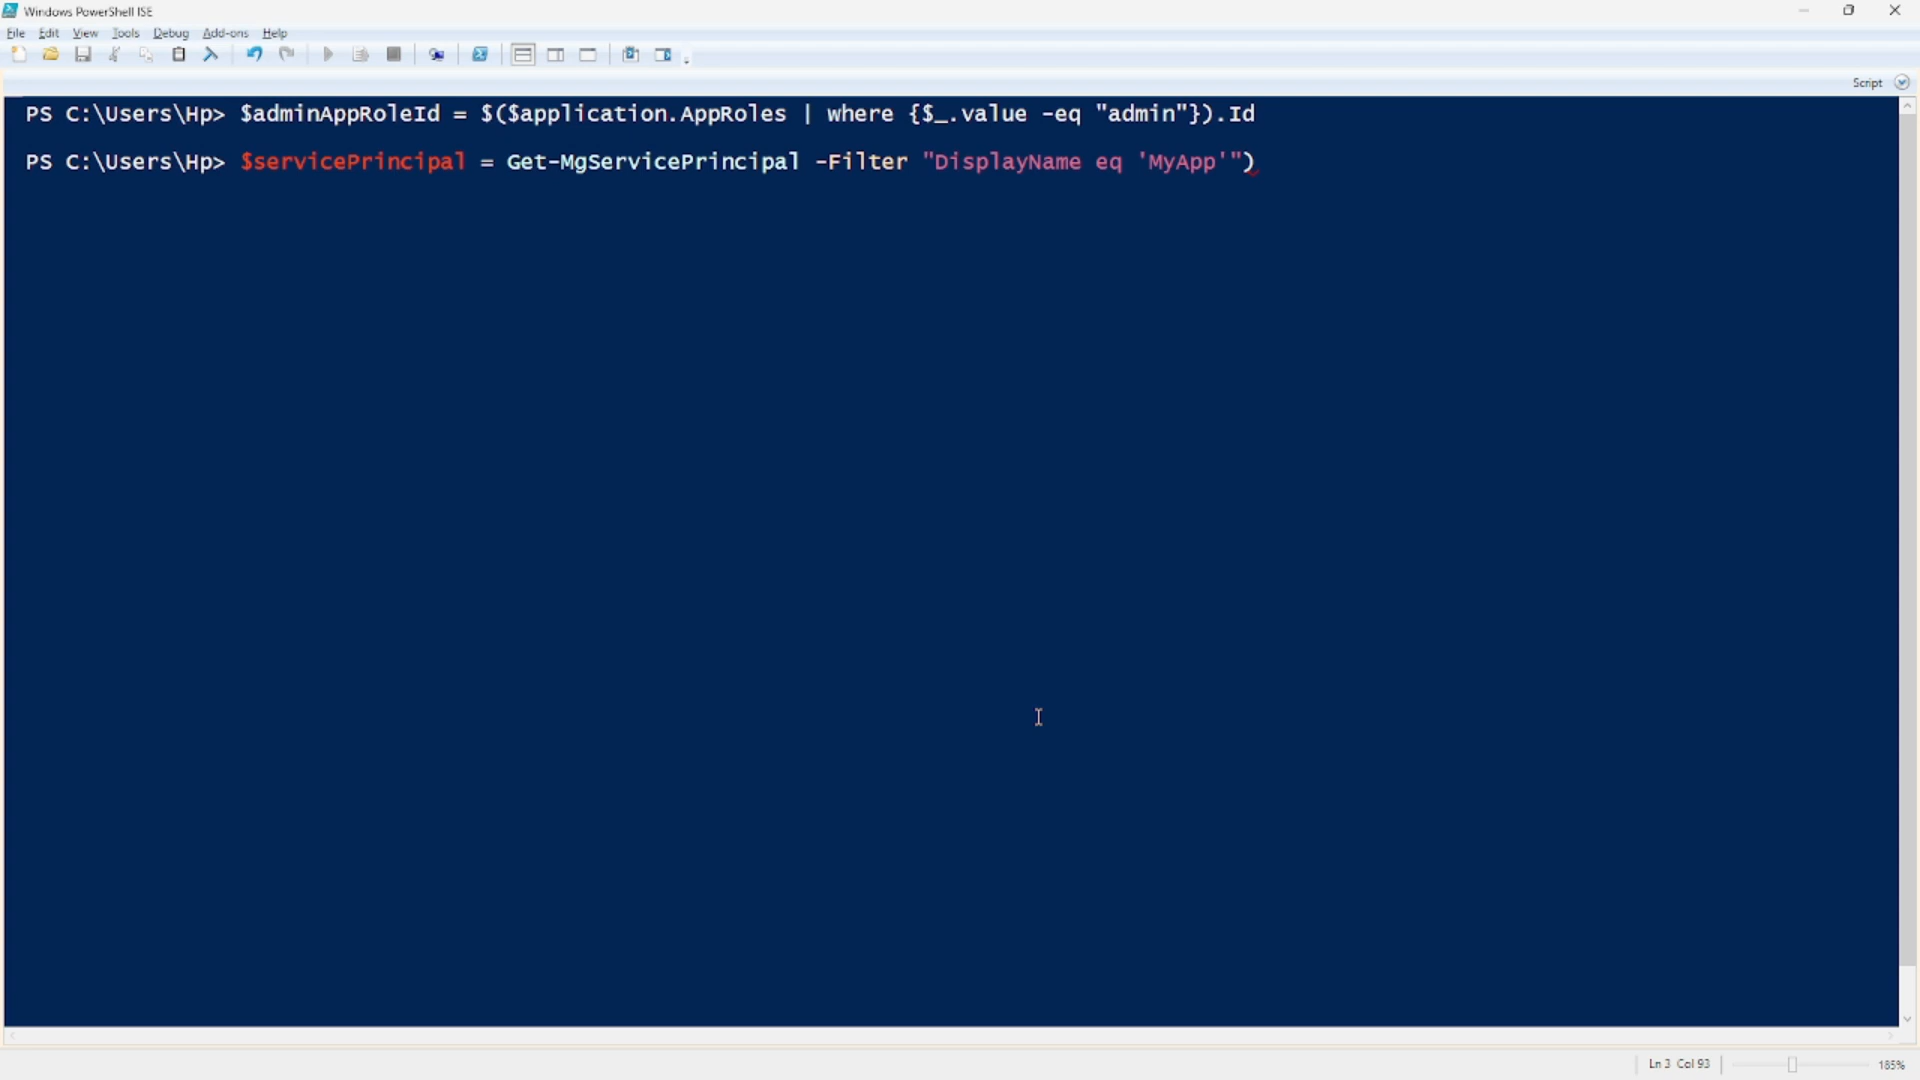 Windows PowerShell ISE
File Edit View Tools Debug Add-ons Help
Script
PS C:\Users\Hp> $adminAppRoleId = $($application.AppRoles | where {$_.value -eq "admin"}).Id
PS C:\Users\Hp> $servicePrincipal = Get-MgServicePrincipal -Filter "DisplayName eq 'MyApp'")
Ln 3 Col 93
185%